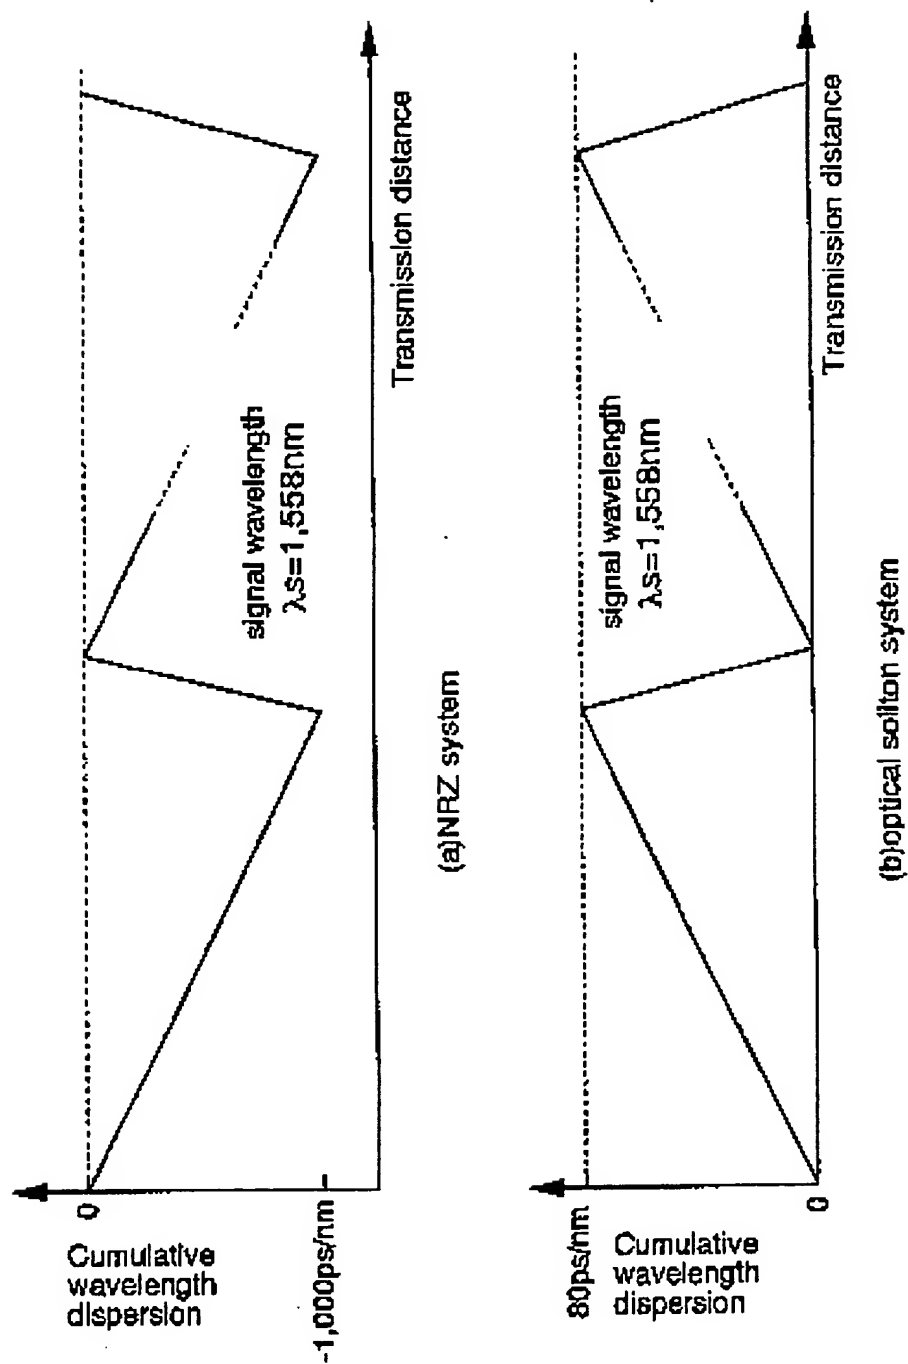 Cumulative
wavelength
dispersion
0
-1,000ps/nm
signal wavelength
λs=1,558nm
Transmission distance
(a)NRZ system
80ps/nm
Cumulative
wavelength
dispersion
0
signal wavelength
λs=1,558nm
Transmission distance
(b)optical soliton system